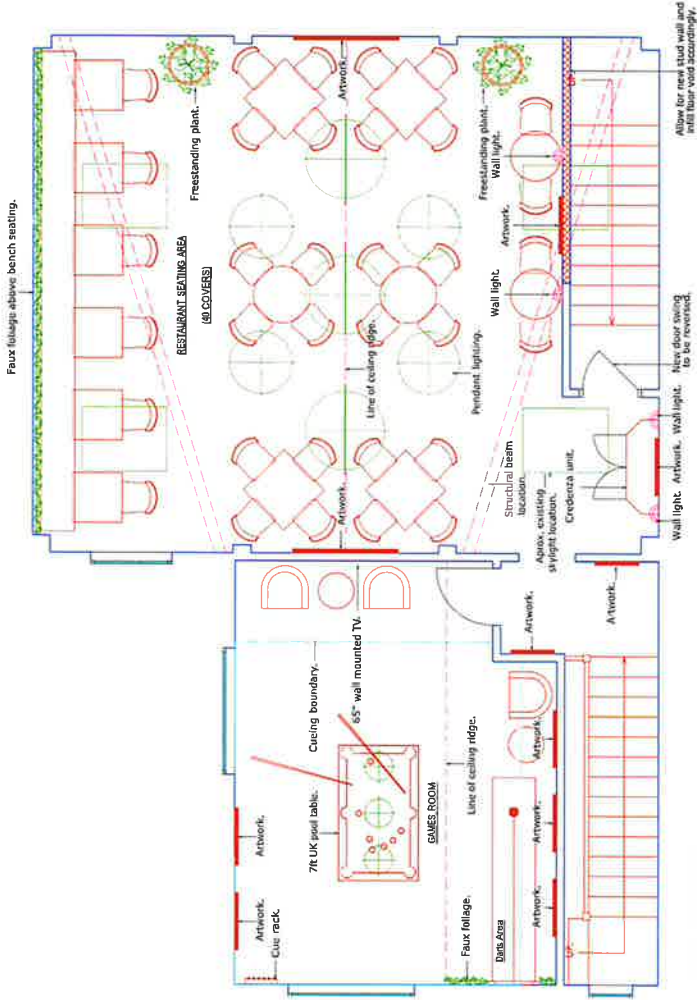 Faux foliage above bench seating.
Freestanding plant.
RESTAURANT SEATING AREA
(40 COVERS)
Artwork.
Line of ceiling ridge.
Pendant lighting.
Artwork.
Freestanding plant.
Wall light.
Artwork.
Wall light.
Allow for new stud wall and
infill floor void accordingly.
New door swing
to be reversed.
Structural beam
location.
Aprox. existing
skylight location.
Credenza unit.
Wall light.
Artwork.
Wall light.
Artwork.
Artwork.
65" wall mounted TV.
Cueing boundary.
7ft UK pool table.
GAMES ROOM
Line of ceiling ridge.
Artwork.
Artwork.
Cue rack.
Faux foliage.
Darts Area
Artwork.
Artwork.
Artwork.